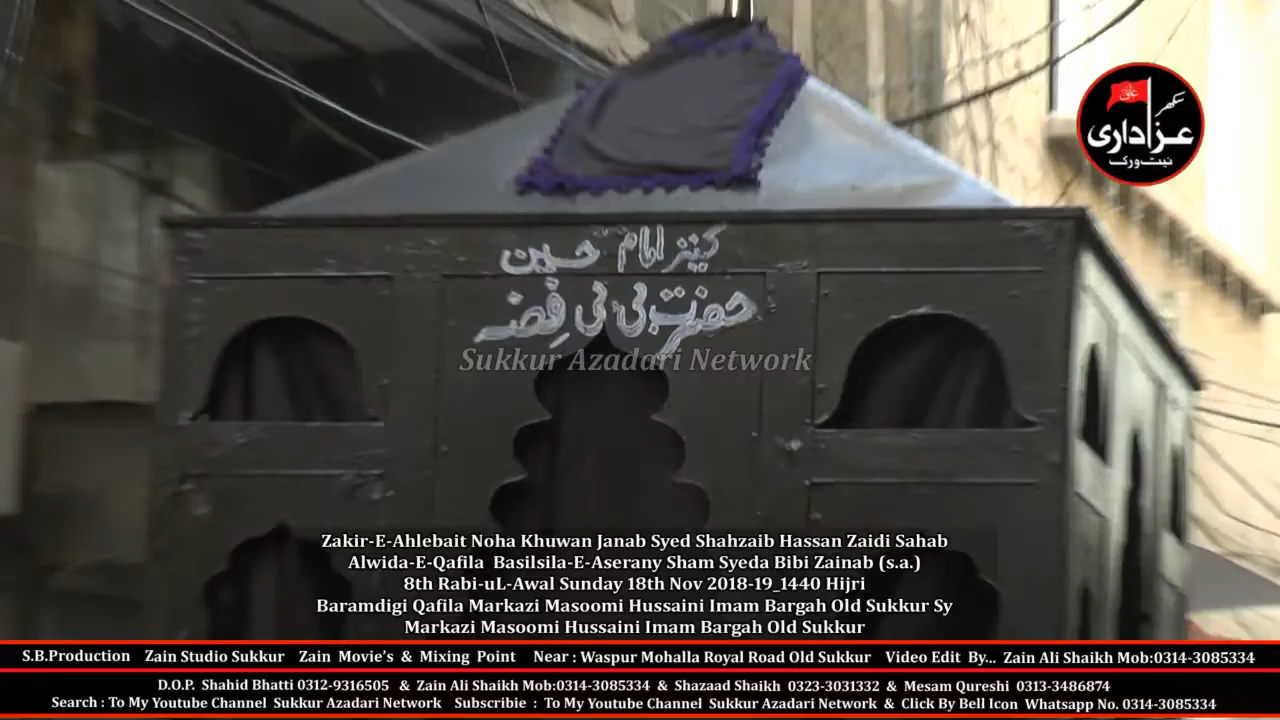 سکھر
عزاداری
نیٹ ورک
کنیز امام حسین
حضرت بی بی فضہ
Sukkur Azadari Network
Zakir-E-Ahlebait Noha Khuwan Janab Syed Shahzaib Hassan Zaidi Sahab
Alwida-E-Qafila Basilsila-E-Aserany Sham Syeda Bibi Zainab (s.a.)
8th Rabi-uL-Awal Sunday 18th Nov 2018-19_1440 Hijri
Baramdigi Qafila Markazi Masoomi Hussaini Imam Bargah Old Sukkur Sy
Markazi Masoomi Hussaini Imam Bargah Old Sukkur
S.B.Production Zain Studio Sukkur Zain Movie's & Mixing Point Near : Waspur Mohalla Royal Road Old Sukkur Video Edit By... Zain Ali Shaikh Mob:0314-3085334
D.O.P. Shahid Bhatti 0312-9316505 & Zain Ali Shaikh Mob:0314-3085334 & Shazaad Shaikh 0323-3031332 & Mesam Qureshi 0313-3486874
Search : To My Youtube Channel Sukkur Azadari Network Subscribie : To My Youtube Channel Sukkur Azadari Network & Click By Bell Icon Whatsapp No. 0314-3085334